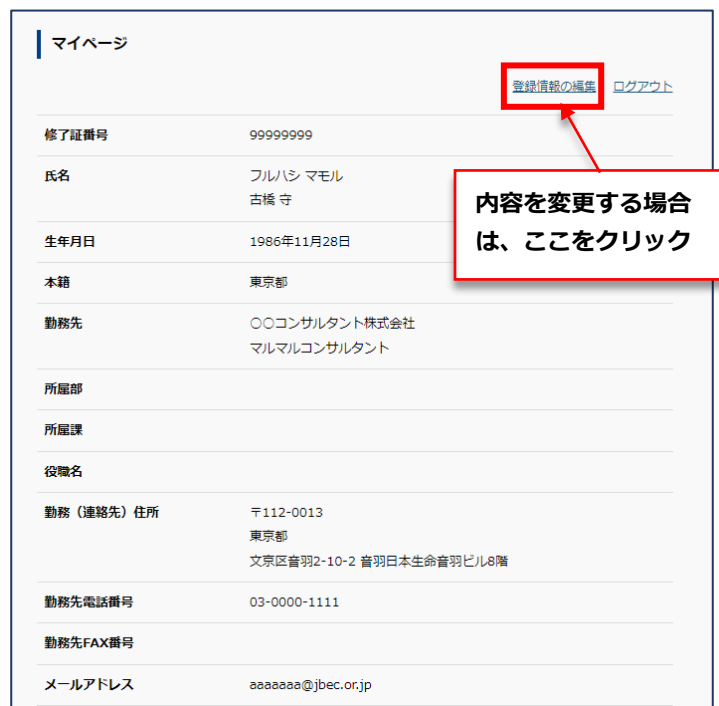 マイページ
登録情報の編集 ログアウト
修了証番号 99999999
氏名 フルハシ マモル
古橋 守
内容を変更する場合
は、ここをクリック
生年月日 1986年11月28日
本籍 東京都
勤務先 〇〇コンサルタント株式会社
マルマルコンサルタント
所属部
所属課
役職名
勤務（連絡先）住所 〒112-0013
東京都
文京区音羽2-10-2 音羽日本生命音羽ビル8階
勤務先電話番号 03-0000-1111
勤務先FAX番号
メールアドレス aaaaaaa@jbec.or.jp